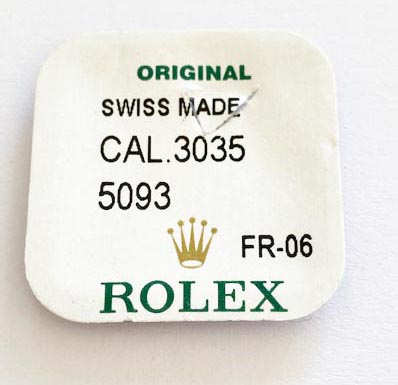 ORIGINAL
SWISS MADE
CAL.3035
5093
FR-06
ROLEX